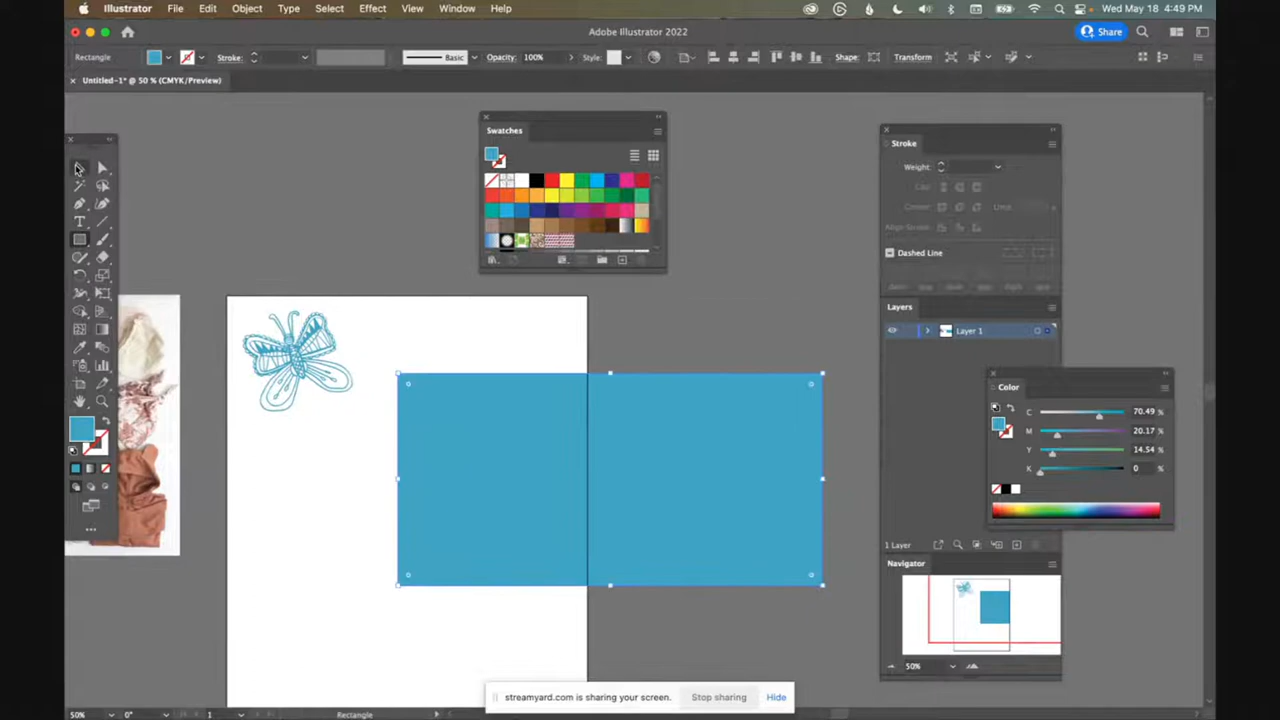 Illustrator File Edit Object Type Select Effect View Window Help
Wed May 18 4:49 PM
Adobe Illustrator 2022
Share
Rectangle
Stroke:
Basic
Opacity: 100%
Style:
Shape:
Transform
Untitled-1* @ 50 % (CMYK/Preview)
Swatches
Stroke
Weight:
Cap:
Corner:
Limit:
Align Stroke:
Dashed Line
Layers
Layer 1
Color
C 70.49 %
M 20.17 %
Y 14.54 %
K 0 %
1 Layer
Navigator
50%
streamyard.com is sharing your screen.
Stop sharing
Hide
50% 0° 1 Rectangle